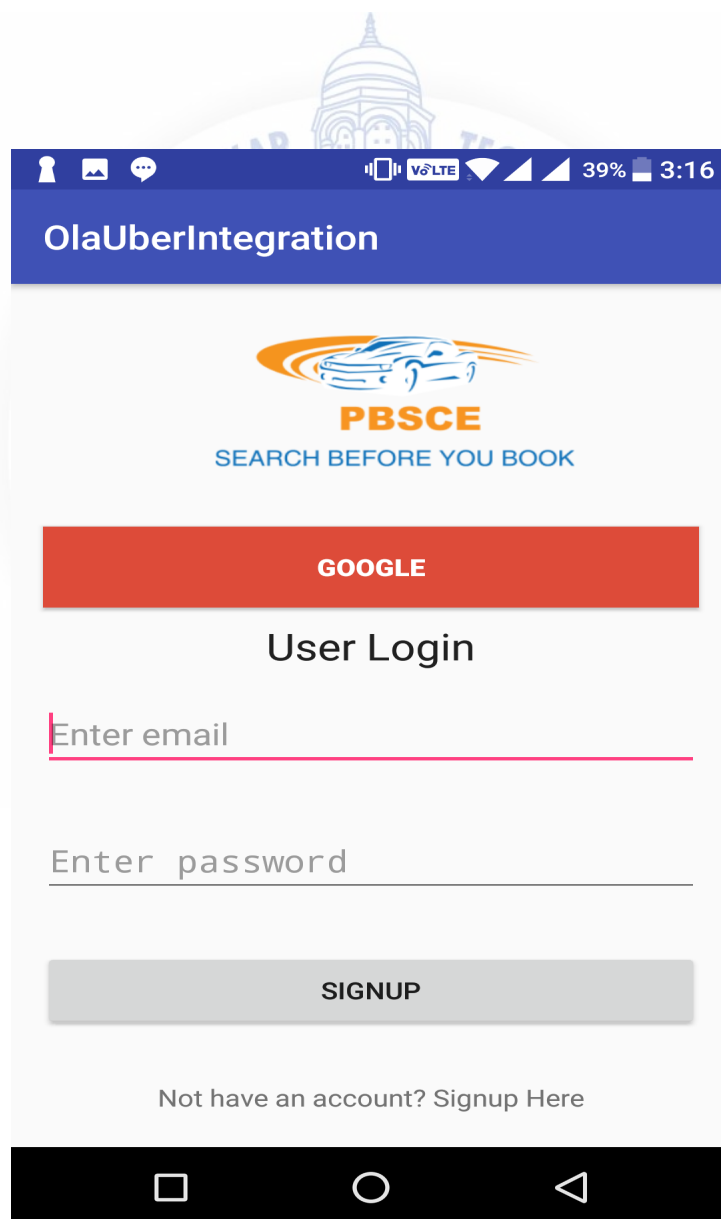 VoLTE 39% 3:16
OlaUberIntegration
PBSCE
SEARCH BEFORE YOU BOOK
GOOGLE
User Login
Enter email
Enter password
SIGNUP
Not have an account? Signup Here